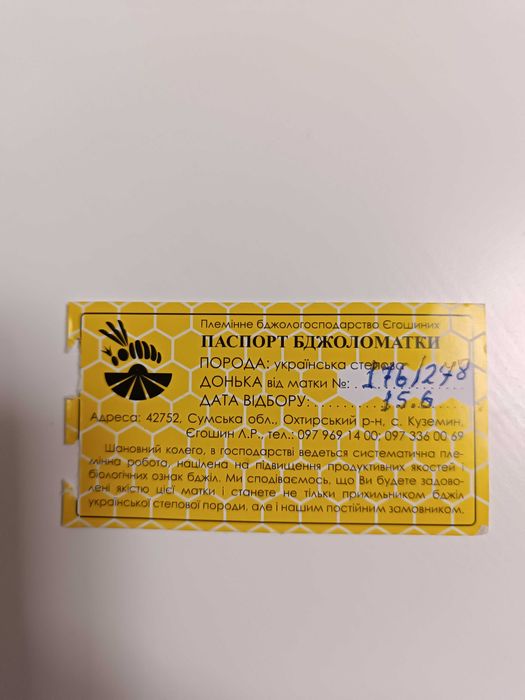 Племінне бджологосподарство Єгошиних
ПАСПОРТ БДЖОЛОМАТКИ
ПОРОДА: українська степова
ДОНЬКА від матки №: 176/248
ДАТА ВІДБОРУ: 15.6
Адреса: 42752, Сумська обл., Охтирський р-н, с. Куземин,
Єгошин Л.Р., тел.: 097 969 14 00; 097 336 00 69
Шановний колего, в господарстві ведеться систематична пле-
мінна робота, націлена на підвищення продуктивних якостей і
біологічних ознак бджіл. Ми сподіваємось, що Ви будете задово-
лені якістю цієї матки і станете не тільки прихильником бджіл
української степової породи, але і нашим постійним замовником.